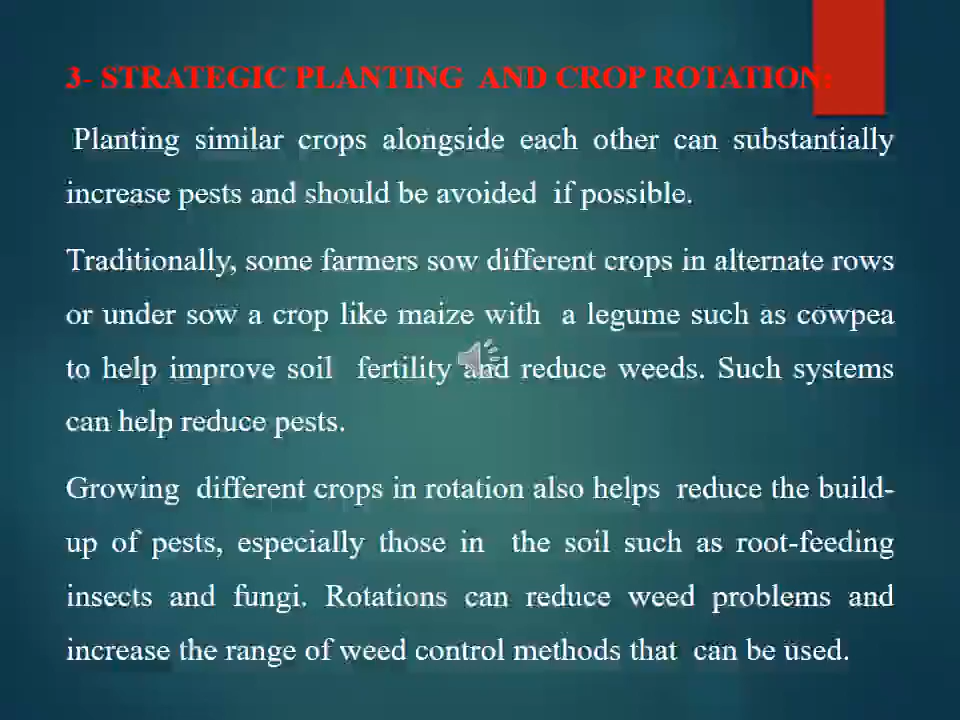 3- STRATEGIC PLANTING AND CROP ROTATION:
Planting similar crops alongside each other can substantially
increase pests and should be avoided if possible.
Traditionally, some farmers sow different crops in alternate rows
or under sow a crop like maize with a legume such as cowpea
to help improve soil fertility and reduce weeds. Such systems
can help reduce pests.
Growing different crops in rotation also helps reduce the build-
up of pests, especially those in the soil such as root-feeding
insects and fungi. Rotations can reduce weed problems and
increase the range of weed control methods that can be used.